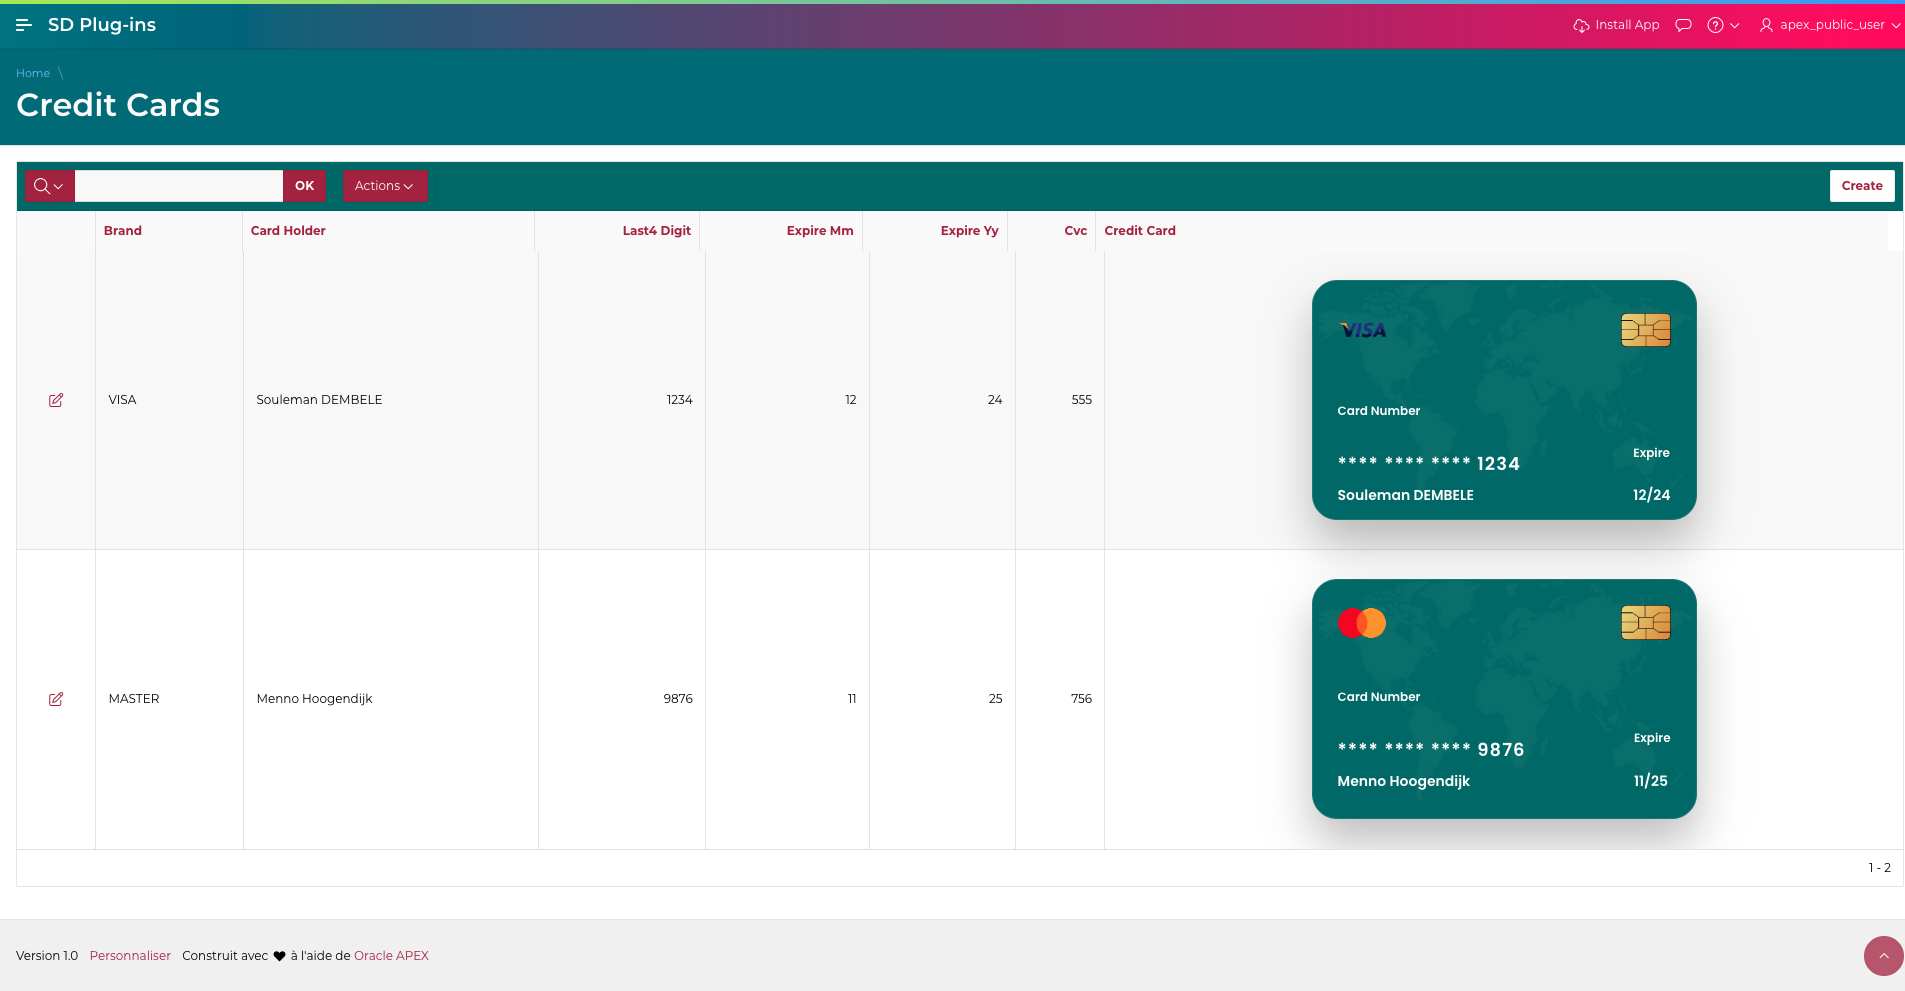 SD Plug-ins
Install App
apex_public_user
Home \
Credit Cards
OK
Actions
Create
Brand Card Holder Last4 Digit Expire Mm Expire Yy Cvc Credit Card
VISA Souleman DEMBELE 1234 12 24 555
VISA
Card Number
Expire
**** **** **** 1234
Souleman DEMBELE 12/24
MASTER Menno Hoogendijk 9876 11 25 756
Card Number
Expire
**** **** **** 9876
Menno Hoogendijk 11/25
1 - 2
Version 1.0 Personnaliser Construit avec ♥ à l'aide de Oracle APEX